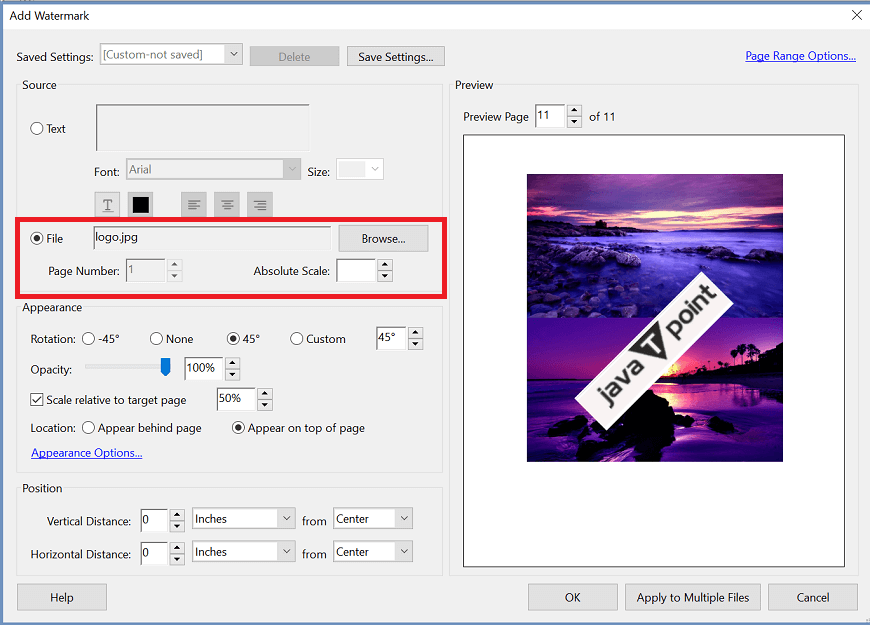 Add Watermark
Saved Settings: [Custom-not saved] Delete Save Settings... Page Range Options...
Source
Text
Font: Arial Size:
T
File logo.jpg Browse...
Page Number: 1 Absolute Scale:
Appearance
Rotation: -45° None 45° Custom 45°
Opacity: 100%
Scale relative to target page 50%
Location: Appear behind page Appear on top of page
Appearance Options...
Position
Vertical Distance: 0 Inches from Center
Horizontal Distance: 0 Inches from Center
Preview
Preview Page 11 of 11
java T point
Help OK Apply to Multiple Files Cancel